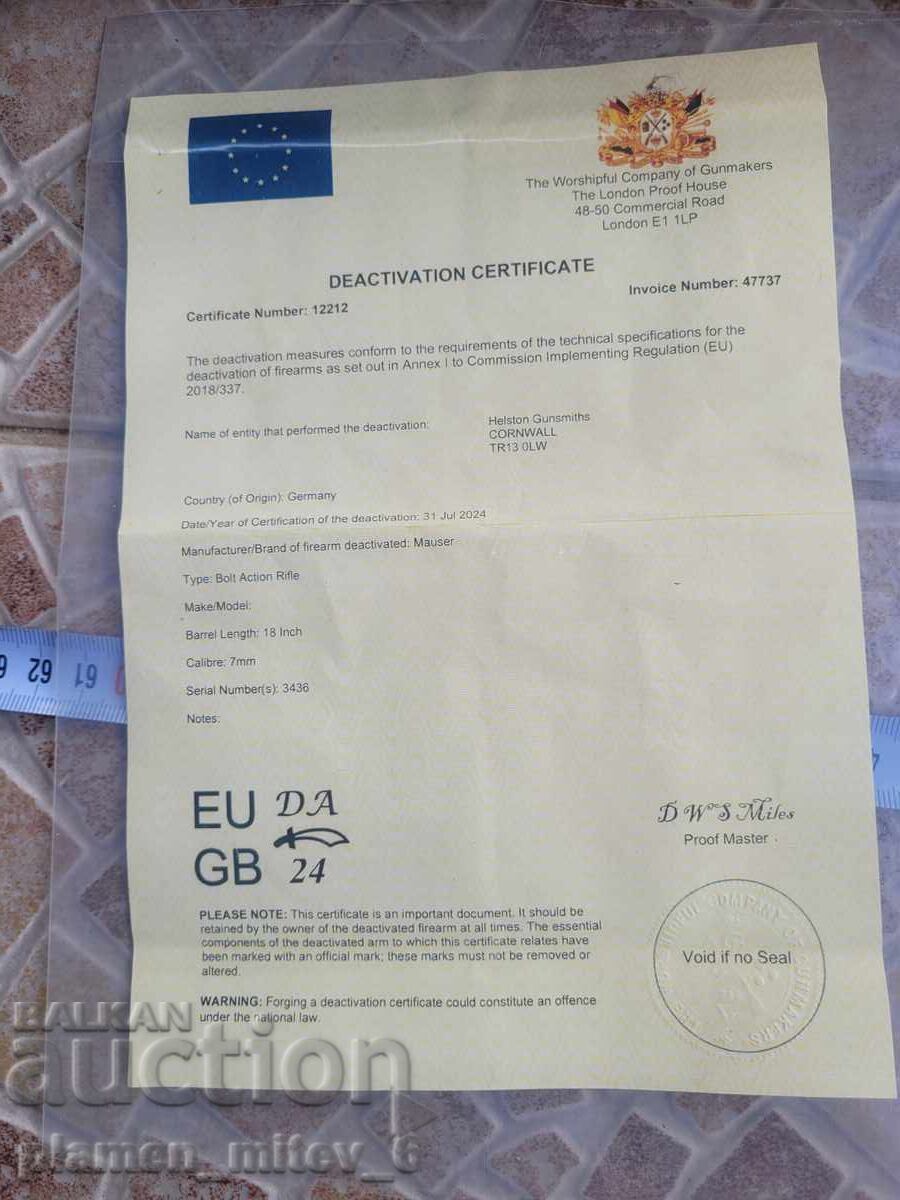 The Worshipful Company of Gunmakers
The London Proof House
48-50 Commercial Road
London E1 1LP
DEACTIVATION CERTIFICATE
Certificate Number: 12212
Invoice Number: 47737
The deactivation measures conform to the requirements of the technical specifications for the
deactivation of firearms as set out in Annex I to Commission Implementing Regulation (EU)
2018/337.
Name of entity that performed the deactivation:
Helston Gunsmiths
CORNWALL
TR13 0LW
Country (of Origin): Germany
Date/Year of Certification of the deactivation: 31 Jul 2024
Manufacturer/Brand of firearm deactivated: Mauser
Type: Bolt Action Rifle
Make/Model:
Barrel Length: 18 Inch
Calibre: 7mm
Serial Number(s): 3436
Notes:
62 61
EU DA
GB 24
D W S Miles
Proof Master
PLEASE NOTE: This certificate is an important document. It should be
retained by the owner of the deactivated firearm at all times. The essential
components of the deactivated arm to which this certificate relates have
been marked with an official mark; these marks must not be removed or
altered.
WARNING: Forging a deactivation certificate could constitute an offence
under the national law.
COMPANY OF GUNMAKERS
Void if no Seal
BALKAN
auction
plamen_mitev_6